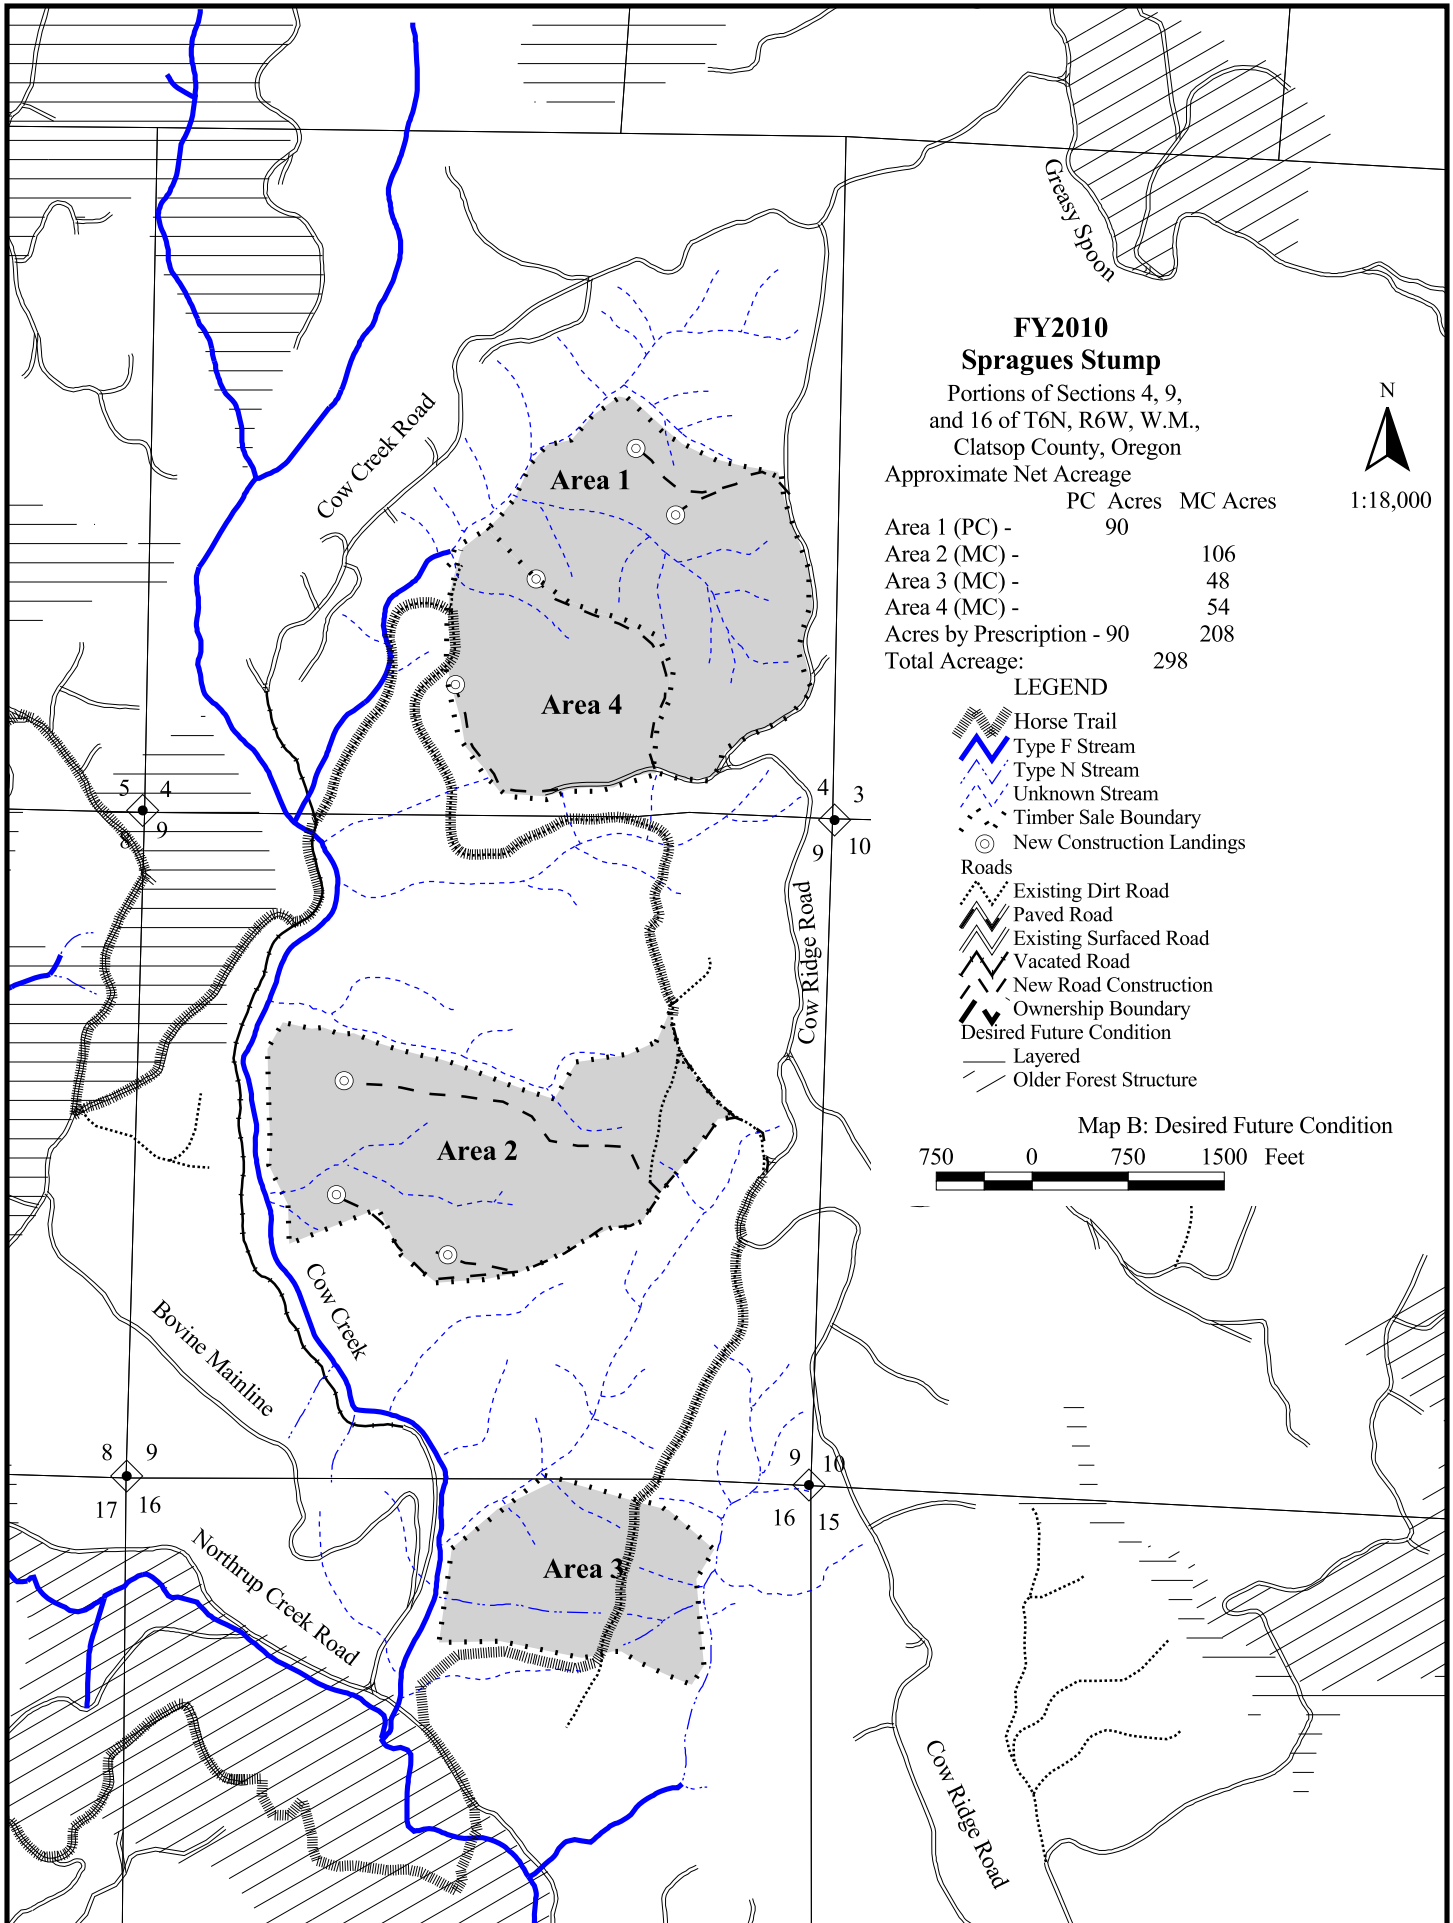 Greasy Spoon
FY2010
Spragues Stump
Portions of Sections 4, 9,
and 16 of T6N, R6W, W.M.,
Clatsop County, Oregon
Approximate Net Acreage
PC Acres MC Acres
Area 1 (PC) - 90
Area 2 (MC) - 106
Area 3 (MC) - 48
Area 4 (MC) - 54
Acres by Prescription - 90 208
Total Acreage: 298
N
1:18,000
LEGEND
Horse Trail
Type F Stream
Type N Stream
Unknown Stream
Timber Sale Boundary
New Construction Landings
Roads
Existing Dirt Road
Paved Road
Existing Surfaced Road
Vacated Road
New Road Construction
Ownership Boundary
Desired Future Condition
Layered
Older Forest Structure
Map B: Desired Future Condition
750 0 750 1500 Feet
Cow Creek Road
Area 1
Area 4
5 4
8 9
4 3
9 10
Cow Ridge Road
Area 2
Cow Creek
Bovine Mainline
8 9
17 16
9 10
16 15
Northrup Creek Road
Area 3
Cow Ridge Road